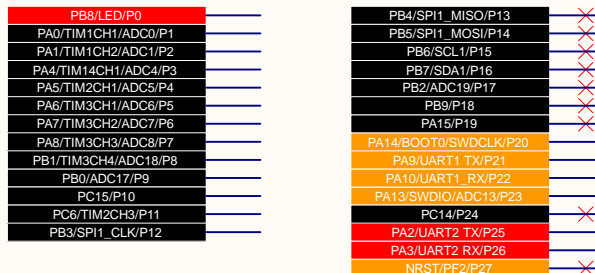 PB8/LED/P0
PA0/TIM1CH1/ADC0/P1
PA1/TIM1CH2/ADC1/P2
PA4/TIM14CH1/ADC4/P3
PA5/TIM2CH1/ADC5/P4
PA6/TIM3CH1/ADC6/P5
PA7/TIM3CH2/ADC7/P6
PA8/TIM3CH3/ADC8/P7
PB1/TIM3CH4/ADC18/P8
PB0/ADC17/P9
PC15/P10
PC6/TIM2CH3/P11
PB3/SPI1_CLK/P12
PB4/SPI1_MISO/P13
PB5/SPI1_MOSI/P14
PB6/SCL1/P15
PB7/SDA1/P16
PB2/ADC19/P17
PB9/P18
PA15/P19
PA14/BOOT0/SWDCLK/P20
PA9/UART1 TX/P21
PA10/UART1_RX/P22
PA13/SWDIO/ADC13/P23
PC14/P24
PA2/UART2 TX/P25
PA3/UART2 RX/P26
NRST/PF2/P27